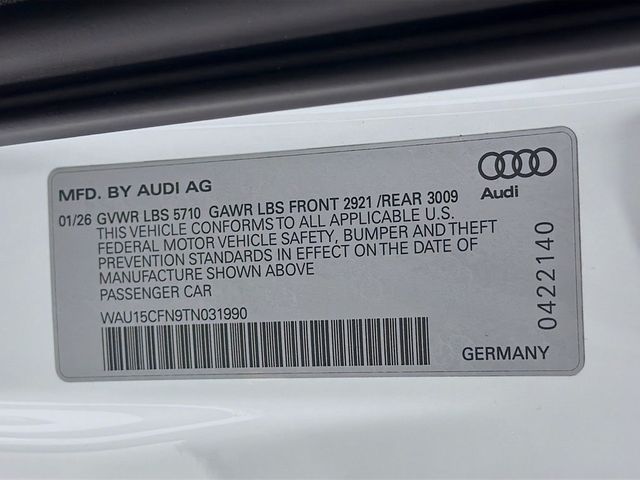 MFD. BY AUDI AG
Audi
01/26 GVWR LBS 5710 GAWR LBS FRONT 2921 /REAR 3009
THIS VEHICLE CONFORMS TO ALL APPLICABLE U.S.
FEDERAL MOTOR VEHICLE SAFETY, BUMPER AND THEFT
PREVENTION STANDARDS IN EFFECT ON THE DATE OF
MANUFACTURE SHOWN ABOVE
PASSENGER CAR
WAU15CFN9TN031990
0422140
GERMANY